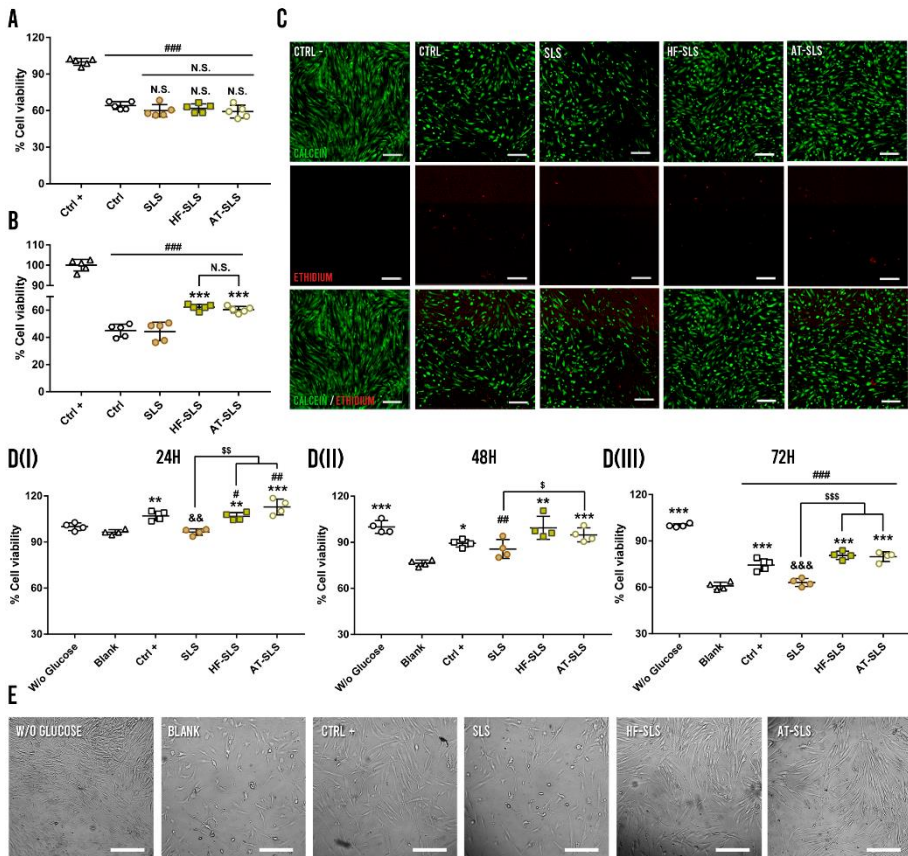 A
###
N.S.
N.S. N.S. N.S.
% Cell viability
120
90
60
30
0
Ctrl + Ctrl SLS HF-SLS AT-SLS
B
###
N.S.
*** ***
% Cell viability
110
100
90
60
40
20
0
Ctrl + Ctrl SLS HF-SLS AT-SLS
C
CTRL - CTRL SLS HF-SLS AT-SLS
CALCEIN
ETHIDIUM
CALCEIN / ETHIDIUM
D(I) 24H
$$
** && # ** ## ***
% Cell viability
120
90
60
30
W/o Glucose Blank Ctrl + SLS HF-SLS AT-SLS
D(II) 48H
$
*** * ## ** ***
% Cell viability
120
90
60
30
W/o Glucose Blank Ctrl + SLS HF-SLS AT-SLS
D(III) 72H
###
$$$
*** *** &&& *** ***
% Cell viability
120
90
60
30
W/o Glucose Blank Ctrl + SLS HF-SLS AT-SLS
E
W/O GLUCOSE BLANK CTRL + SLS HF-SLS AT-SLS